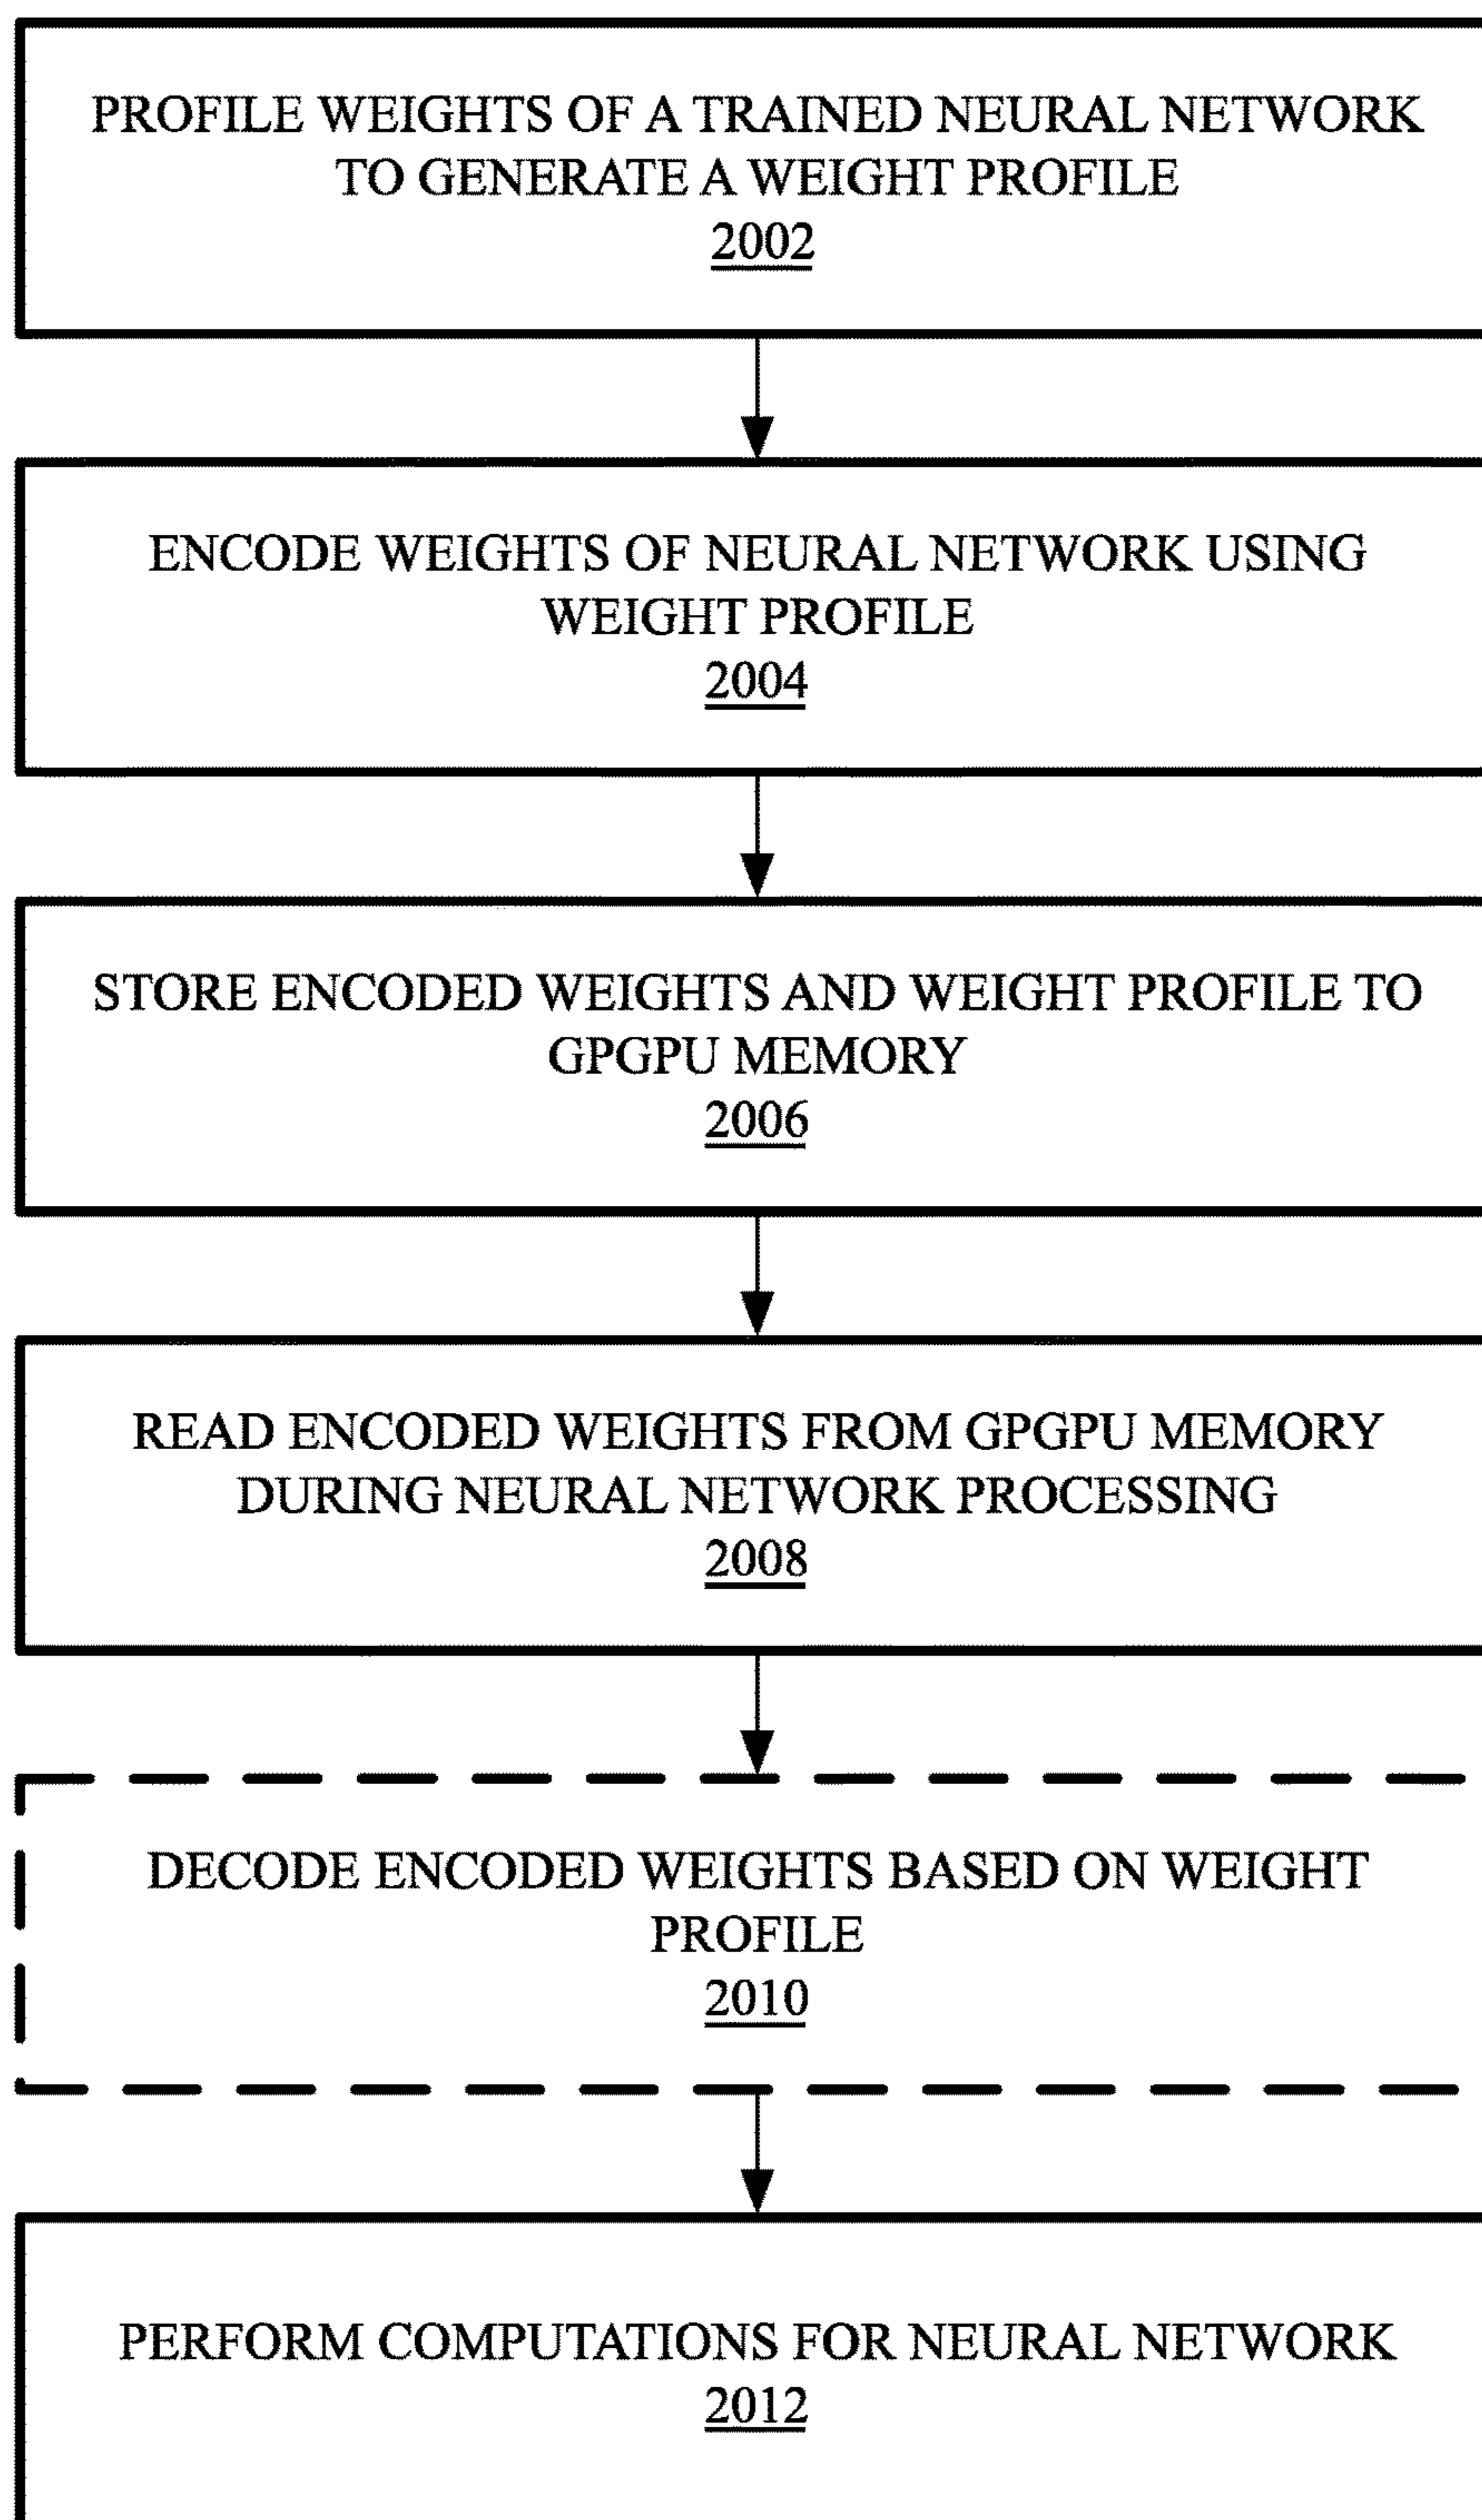 PROFILE WEIGHTS OF A TRAINED NEURAL NETWORK
TO GENERATE A WEIGHT PROFILE
2002
ENCODE WEIGHTS OF NEURAL NETWORK USING
WEIGHT PROFILE
2004
STORE ENCODED WEIGHTS AND WEIGHT PROFILE TO
GPGPU MEMORY
2006
READ ENCODED WEIGHTS FROM GPGPU MEMORY
DURING NEURAL NETWORK PROCESSING
2008
DECODE ENCODED WEIGHTS BASED ON WEIGHT
PROFILE
2010
PERFORM COMPUTATIONS FOR NEURAL NETWORK
2012